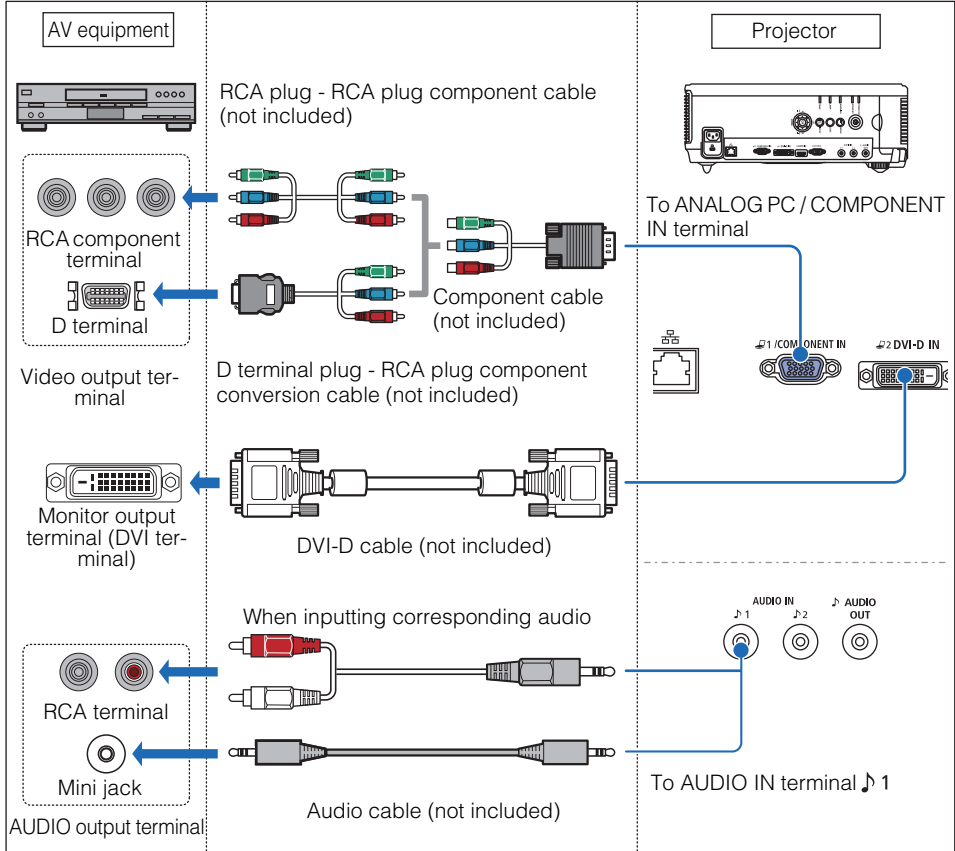 AV equipment
Projector
RCA plug - RCA plug component cable
(not included)
RCA component
terminal
D terminal
Video output ter-
minal
Component cable
(not included)
D terminal plug - RCA plug component
conversion cable (not included)
To ANALOG PC / COMPONENT
IN terminal
1 /COMPONENT IN
2 DVI-D IN
Monitor output
terminal (DVI ter-
minal)
DVI-D cable (not included)
When inputting corresponding audio
RCA terminal
Mini jack
AUDIO output terminal
Audio cable (not included)
AUDIO IN
♪ 1
♪ 2
♪ AUDIO
OUT
To AUDIO IN terminal ♪ 1